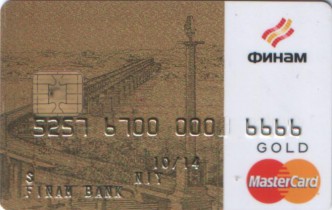 ФИНАМ
5257 6700 0001 6666
GOLD
10/14
FINAM BANK
MasterCard